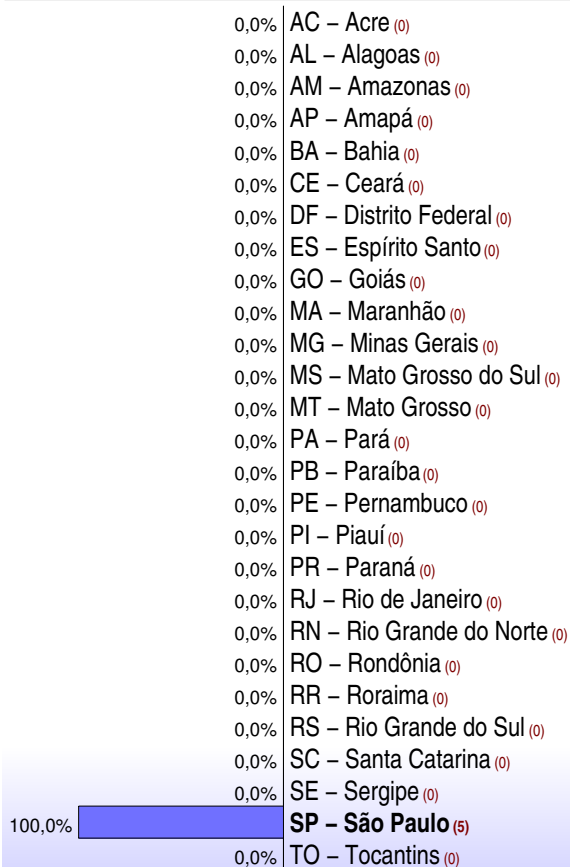 0,0% AC – Acre (0)
0,0% AL – Alagoas (0)
0,0% AM – Amazonas (0)
0,0% AP – Amapá (0)
0,0% BA – Bahia (0)
0,0% CE – Ceará (0)
0,0% DF – Distrito Federal (0)
0,0% ES – Espírito Santo (0)
0,0% GO – Goiás (0)
0,0% MA – Maranhão (0)
0,0% MG – Minas Gerais (0)
0,0% MS – Mato Grosso do Sul (0)
0,0% MT – Mato Grosso (0)
0,0% PA – Pará (0)
0,0% PB – Paraíba (0)
0,0% PE – Pernambuco (0)
0,0% PI – Piauí (0)
0,0% PR – Paraná (0)
0,0% RJ – Rio de Janeiro (0)
0,0% RN – Rio Grande do Norte (0)
0,0% RO – Rondônia (0)
0,0% RR – Roraima (0)
0,0% RS – Rio Grande do Sul (0)
0,0% SC – Santa Catarina (0)
0,0% SE – Sergipe (0)
100,0% SP – São Paulo (5)
0,0% TO – Tocantins (0)